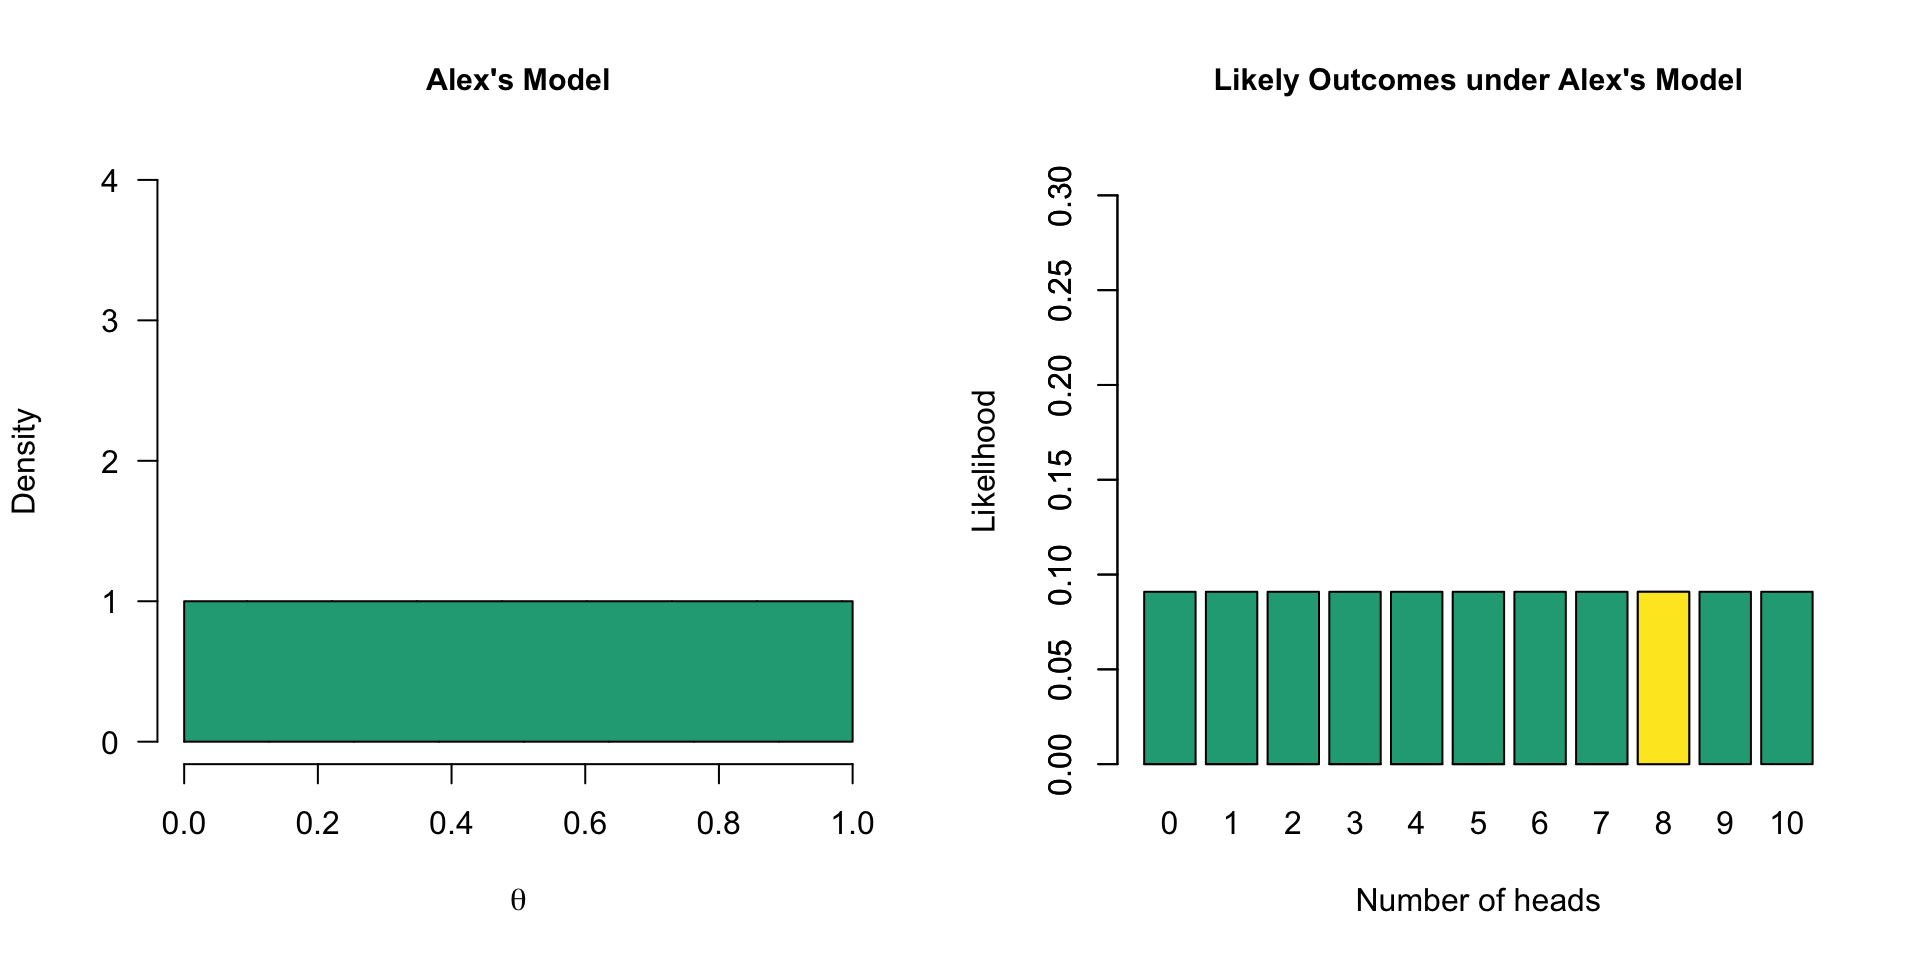 Alex's Model
4
3
2
1
0
Density
0.0 0.2 0.4 0.6 0.8 1.0
θ
Likely Outcomes under Alex's Model
0.30
0.25
0.20
0.15
0.10
0.05
0.00
Likelihood
0 1 2 3 4 5 6 7 8 9 10
Number of heads